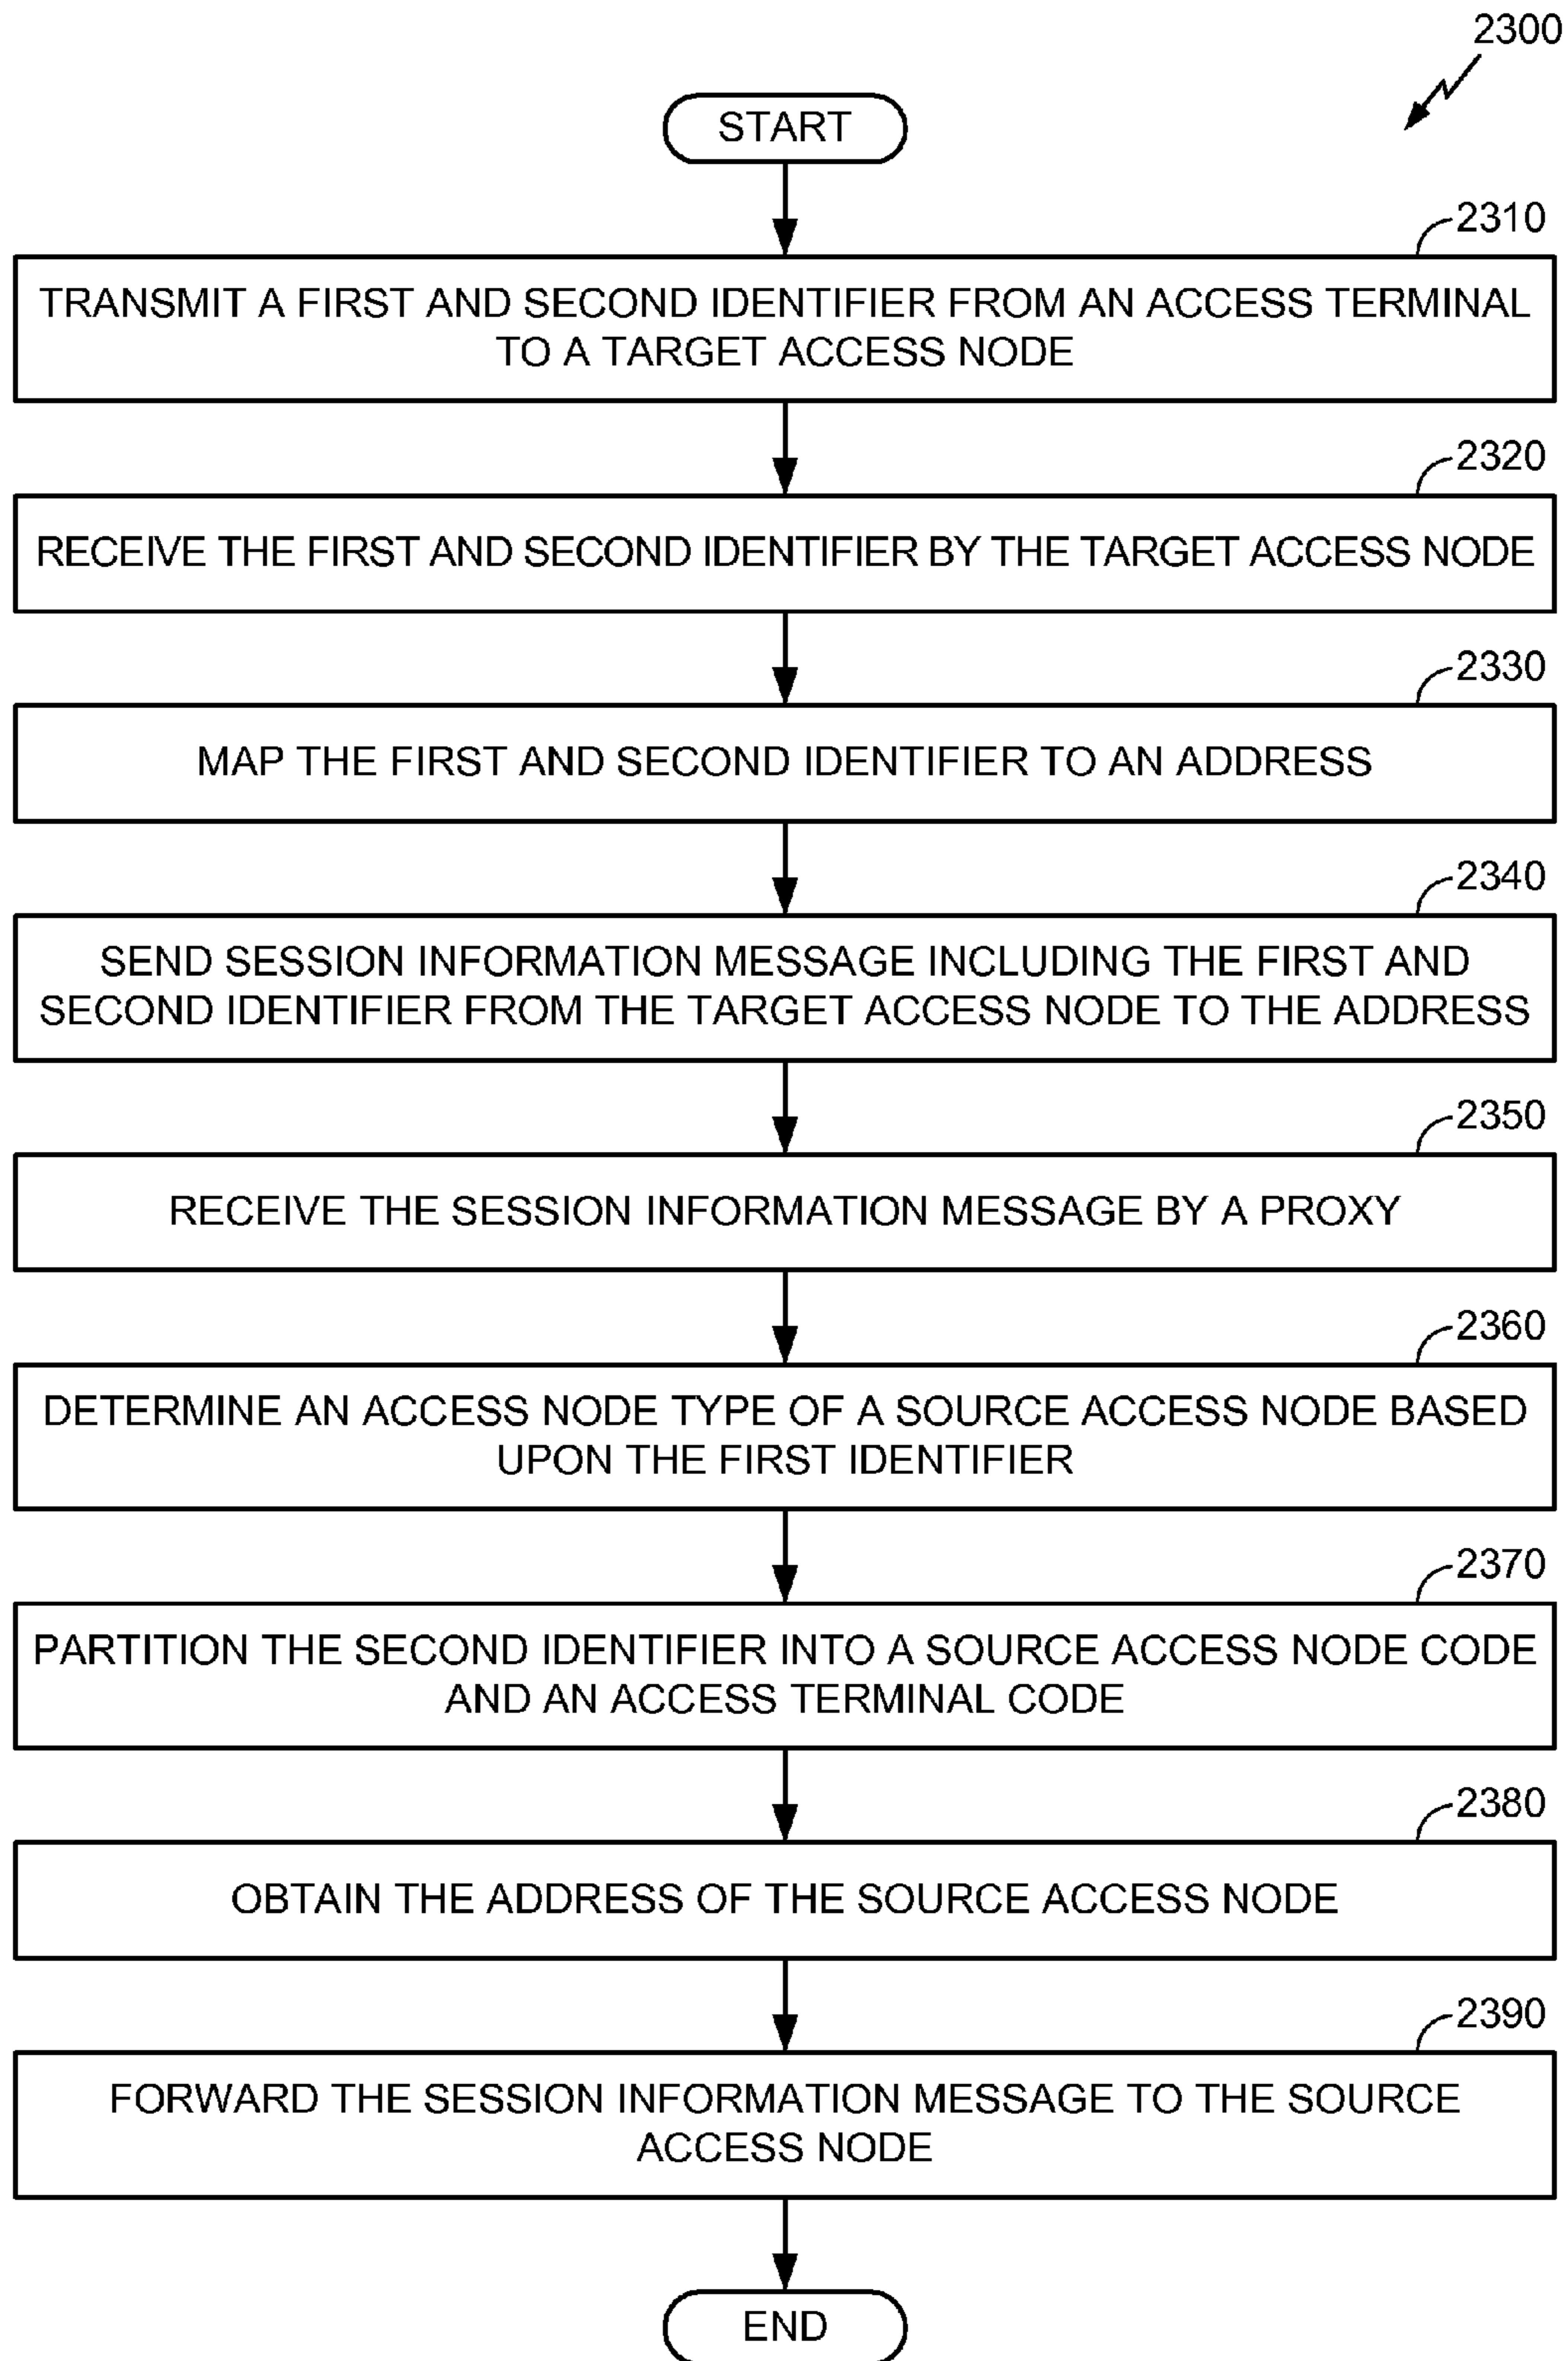 2300
START
2310
TRANSMIT A FIRST AND SECOND IDENTIFIER FROM AN ACCESS TERMINAL
TO A TARGET ACCESS NODE
2320
RECEIVE THE FIRST AND SECOND IDENTIFIER BY THE TARGET ACCESS NODE
2330
MAP THE FIRST AND SECOND IDENTIFIER TO AN ADDRESS
2340
SEND SESSION INFORMATION MESSAGE INCLUDING THE FIRST AND
SECOND IDENTIFIER FROM THE TARGET ACCESS NODE TO THE ADDRESS
2350
RECEIVE THE SESSION INFORMATION MESSAGE BY A PROXY
2360
DETERMINE AN ACCESS NODE TYPE OF A SOURCE ACCESS NODE BASED
UPON THE FIRST IDENTIFIER
2370
PARTITION THE SECOND IDENTIFIER INTO A SOURCE ACCESS NODE CODE
AND AN ACCESS TERMINAL CODE
2380
OBTAIN THE ADDRESS OF THE SOURCE ACCESS NODE
2390
FORWARD THE SESSION INFORMATION MESSAGE TO THE SOURCE
ACCESS NODE
END